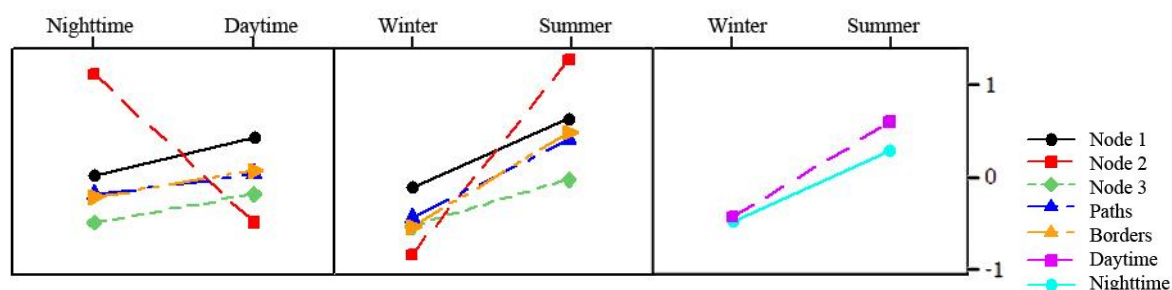 Nighttime Daytime Winter Summer Winter Summer
1
0
-1
Node 1
Node 2
Node 3
Paths
Borders
Daytime
Nighttime